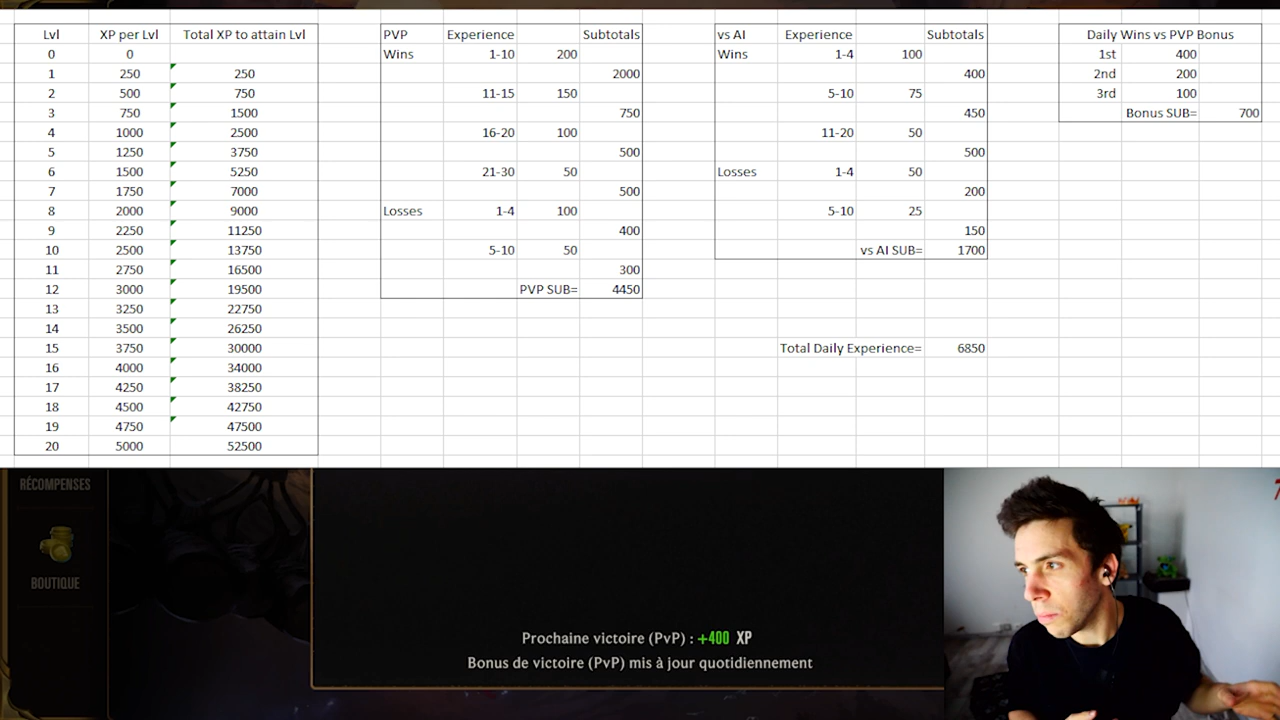 Lvl XP per Lvl Total XP to attain Lvl
0 0
1 250 250
2 500 750
3 750 1500
4 1000 2500
5 1250 3750
6 1500 5250
7 1750 7000
8 2000 9000
9 2250 11250
10 2500 13750
11 2750 16500
12 3000 19500
13 3250 22750
14 3500 26250
15 3750 30000
16 4000 34000
17 4250 38250
18 4500 42750
19 4750 47500
20 5000 52500
PVP Experience Subtotals
Wins 1-10 200
2000
11-15 150
750
16-20 100
500
21-30 50
500
Losses 1-4 100
400
5-10 50
300
PVP SUB= 4450
vs AI Experience Subtotals
Wins 1-4 100
400
5-10 75
450
11-20 50
500
Losses 1-4 50
200
5-10 25
150
vs AI SUB= 1700
Total Daily Experience= 6850
Daily Wins vs PVP Bonus
1st 400
2nd 200
3rd 100
Bonus SUB= 700
RÉCOMPENSES
BOUTIQUE
Prochaine victoire (PvP) : +400 XP
Bonus de victoire (PvP) mis à jour quotidiennement